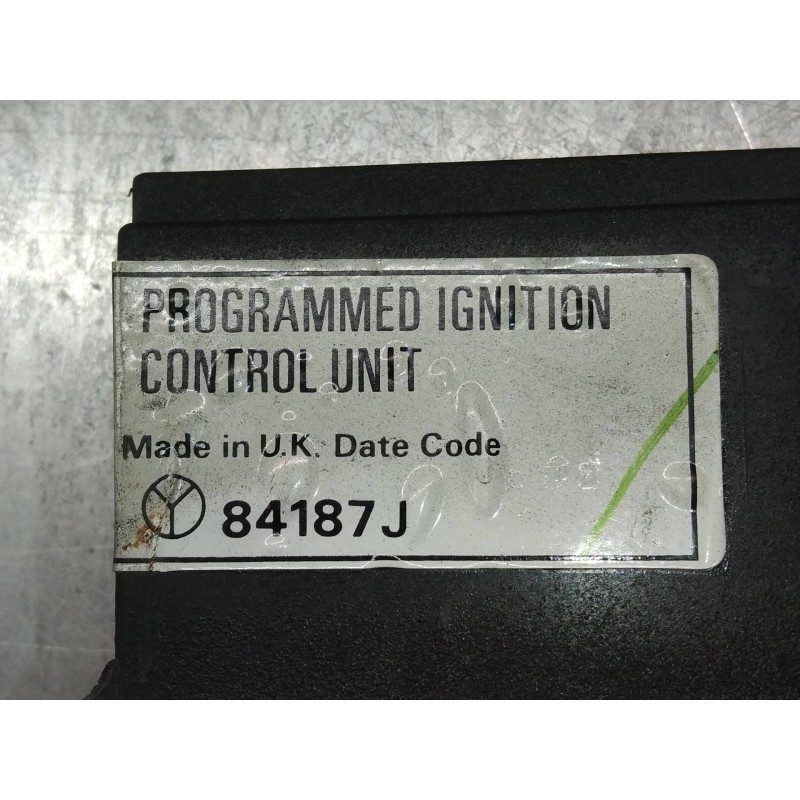 PROGRAMMED IGNITION
CONTROL UNIT
Made in U.K. Date Code
84187J